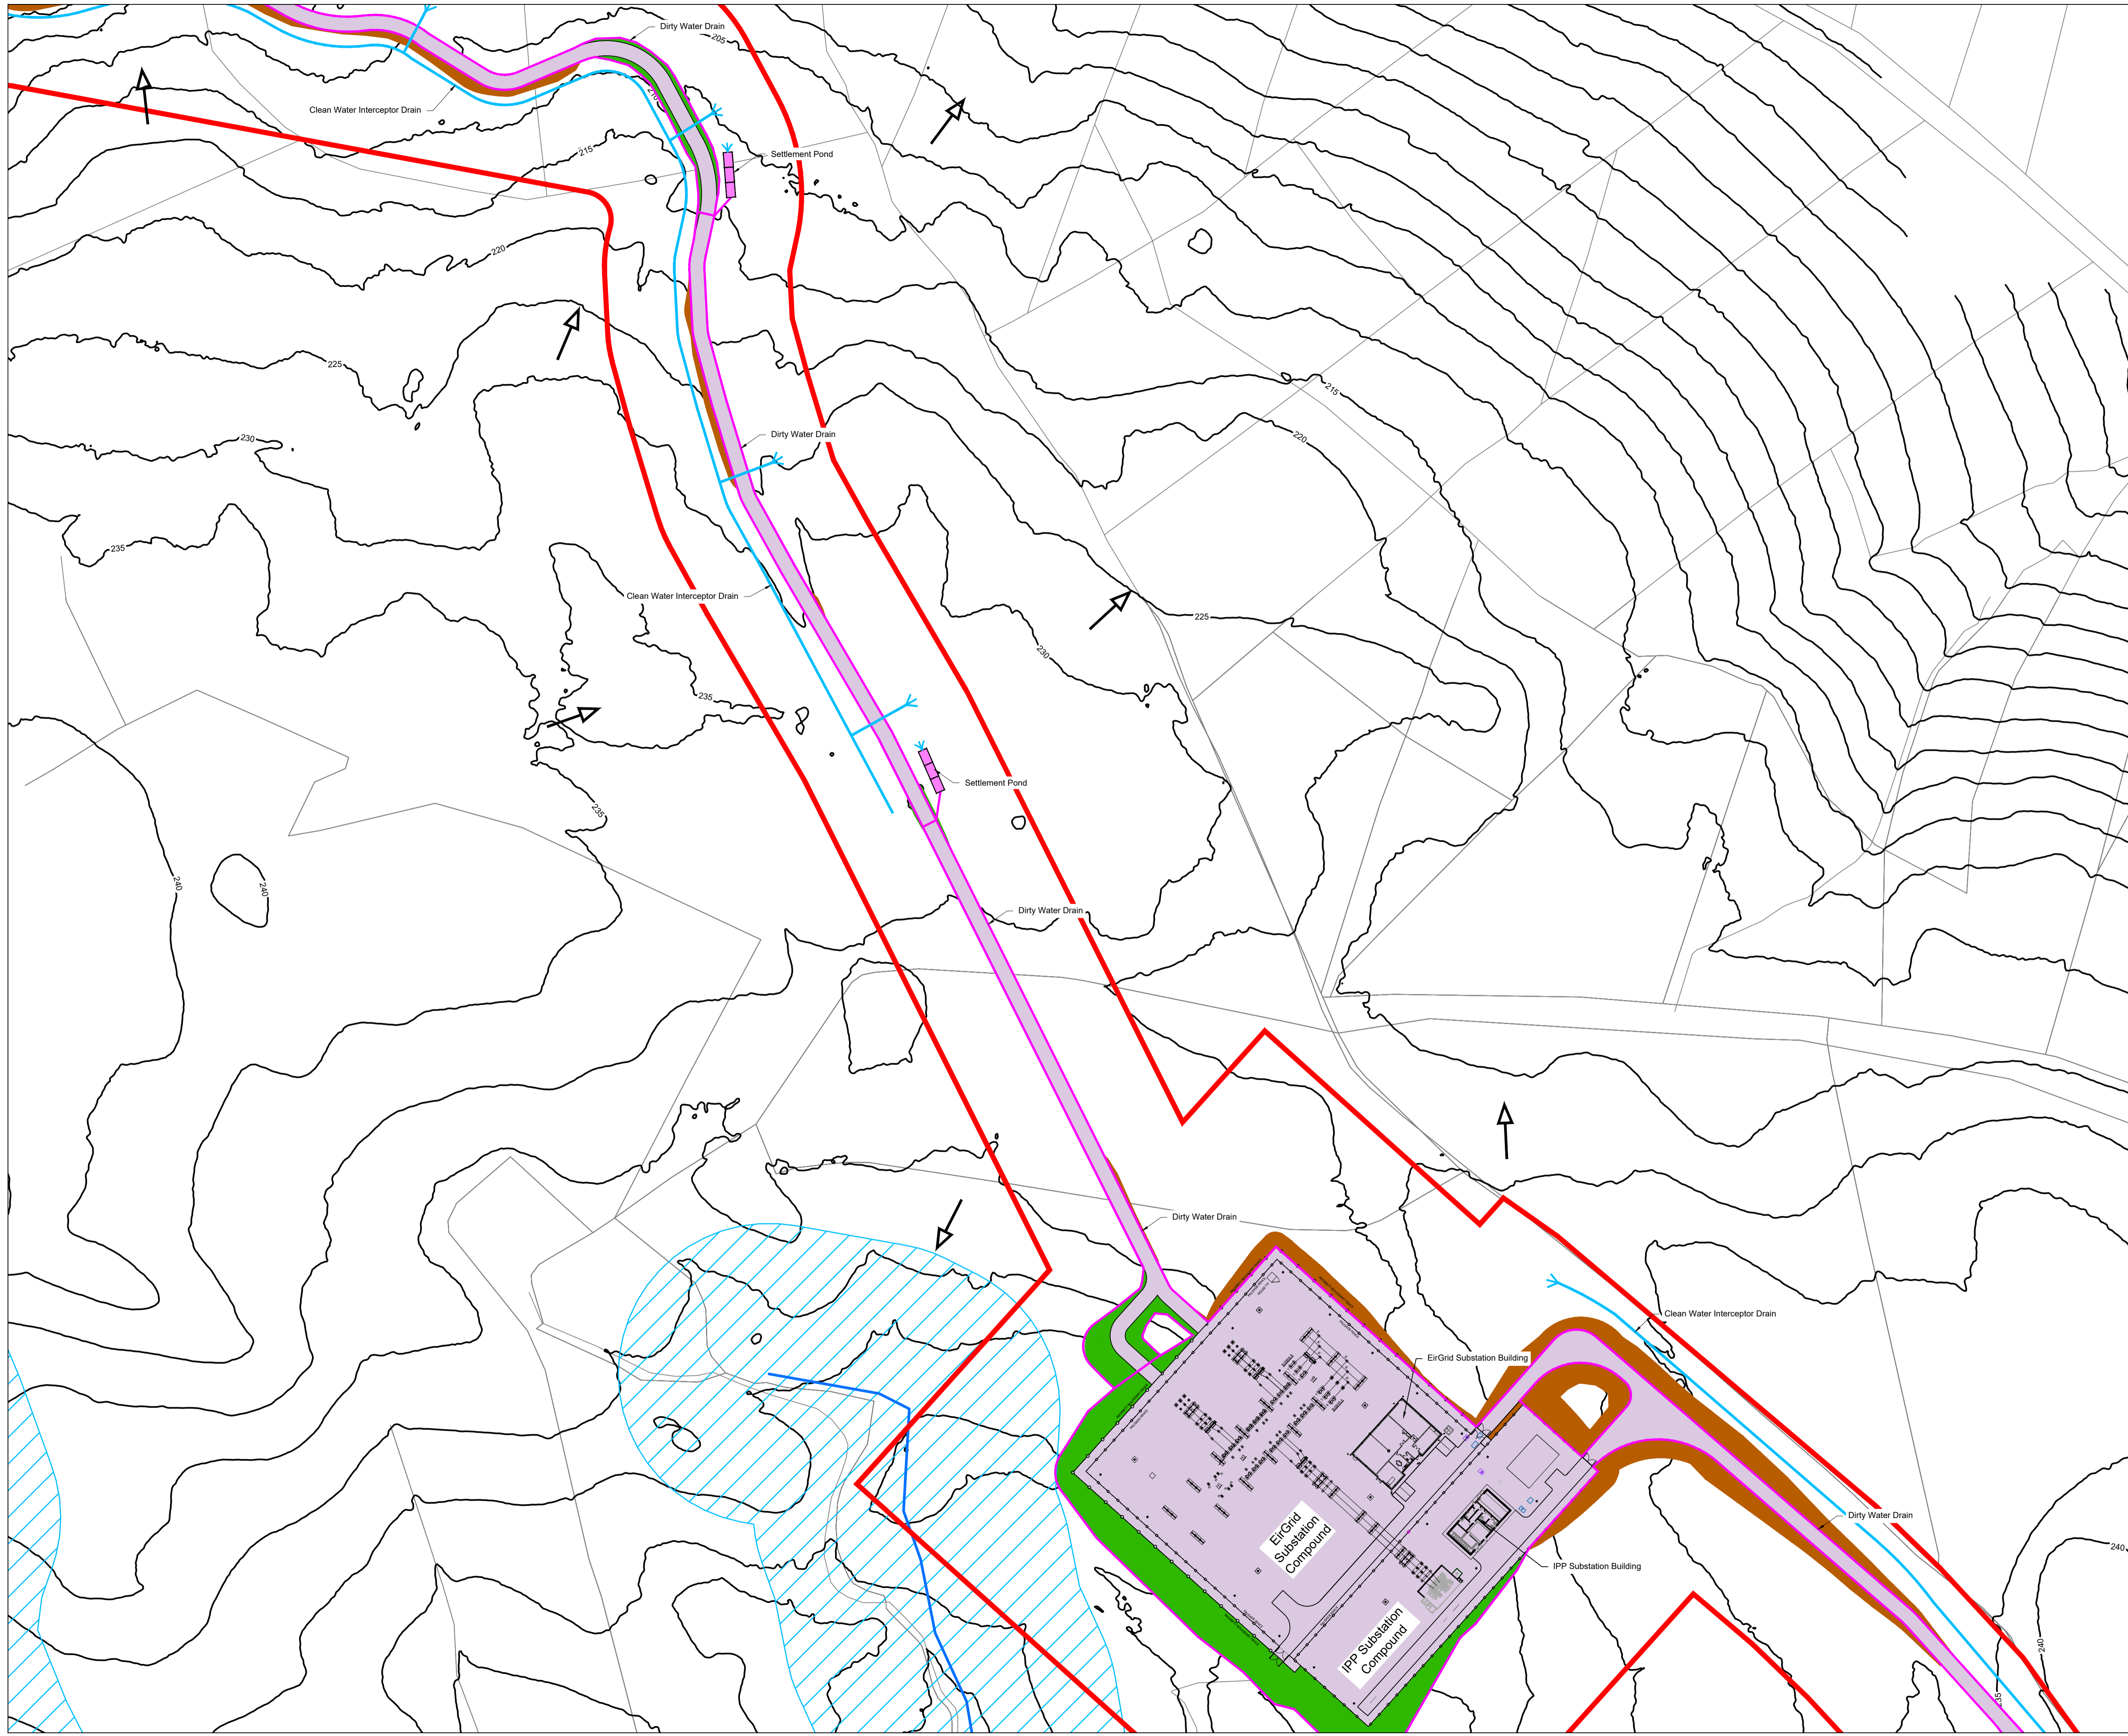 Dirty Water Drain
205
Clean Water Interceptor Drain
210
215
Settlement Pond
220
225
215
230
Dirty Water Drain
220
235
Clean Water Interceptor Drain
225
230
235
Settlement Pond
235
240
240
Dirty Water Drain
Dirty Water Drain
Clean Water Interceptor Drain
EirGrid Substation Building
Dirty Water Drain
EirGrid
Substation
Compound
240
IPP Substation Building
IPP Substation
Compound
240
235